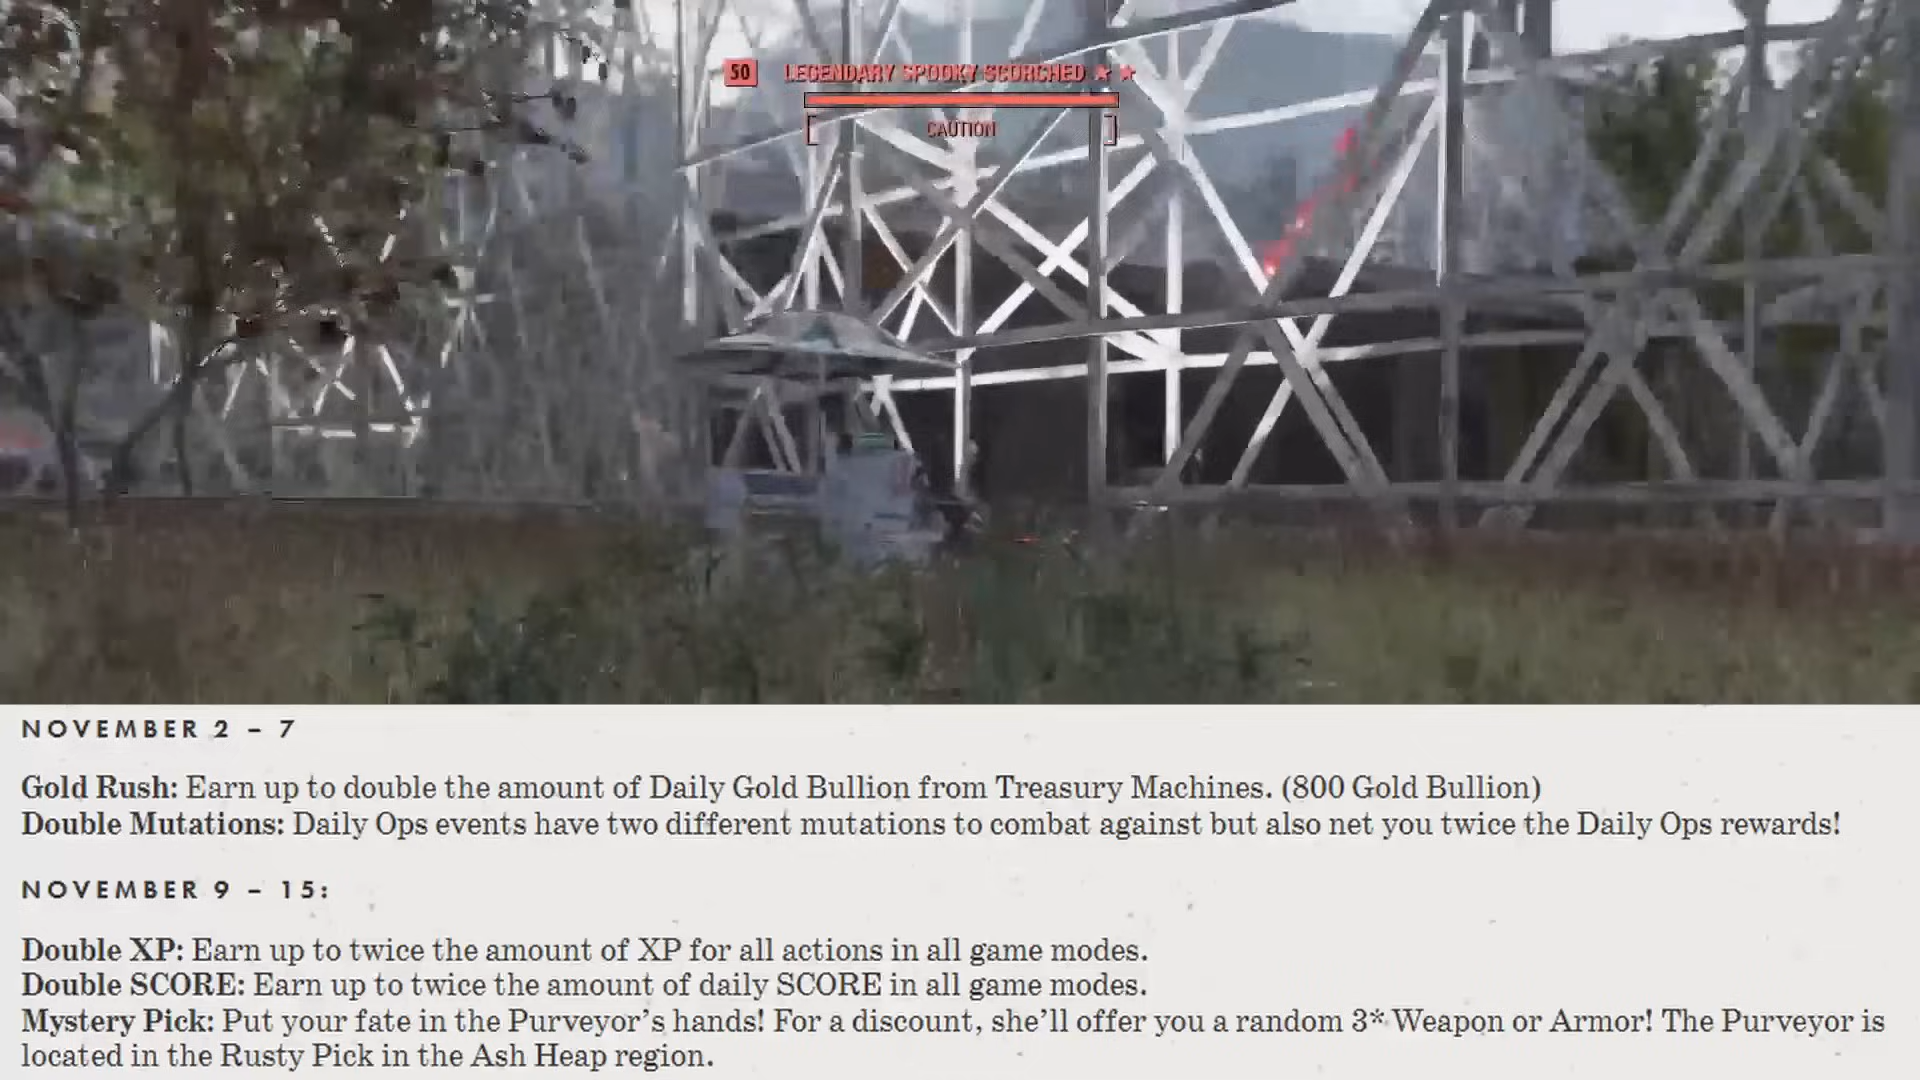 50 LEGENDARY SPOOKY SCORCHED ★ ★
CAUTION
NOVEMBER 2 – 7
Gold Rush: Earn up to double the amount of Daily Gold Bullion from Treasury Machines. (800 Gold Bullion)
Double Mutations: Daily Ops events have two different mutations to combat against but also net you twice the Daily Ops rewards!
NOVEMBER 9 – 15:
Double XP: Earn up to twice the amount of XP for all actions in all game modes.
Double SCORE: Earn up to twice the amount of daily SCORE in all game modes.
Mystery Pick: Put your fate in the Purveyor’s hands! For a discount, she’ll offer you a random 3* Weapon or Armor! The Purveyor is
located in the Rusty Pick in the Ash Heap region.